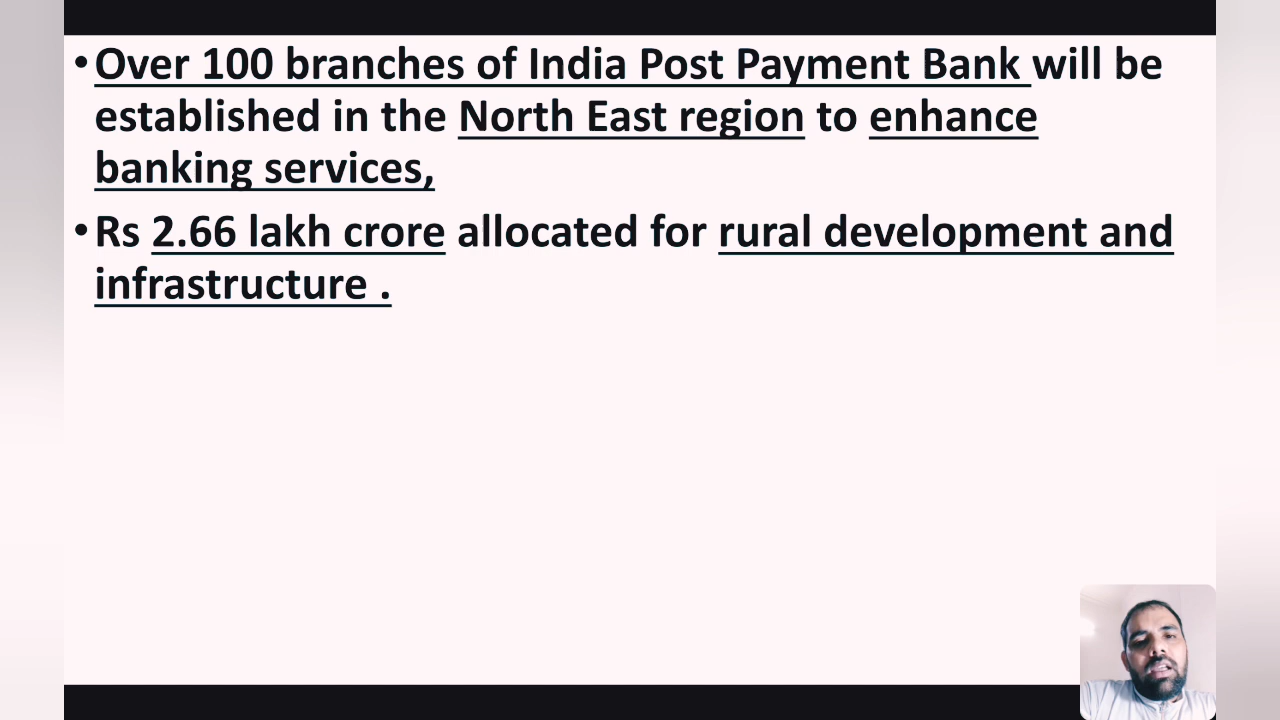 •Over 100 branches of India Post Payment Bank will be
established in the North East region to enhance
banking services,
•Rs 2.66 lakh crore allocated for rural development and
infrastructure .